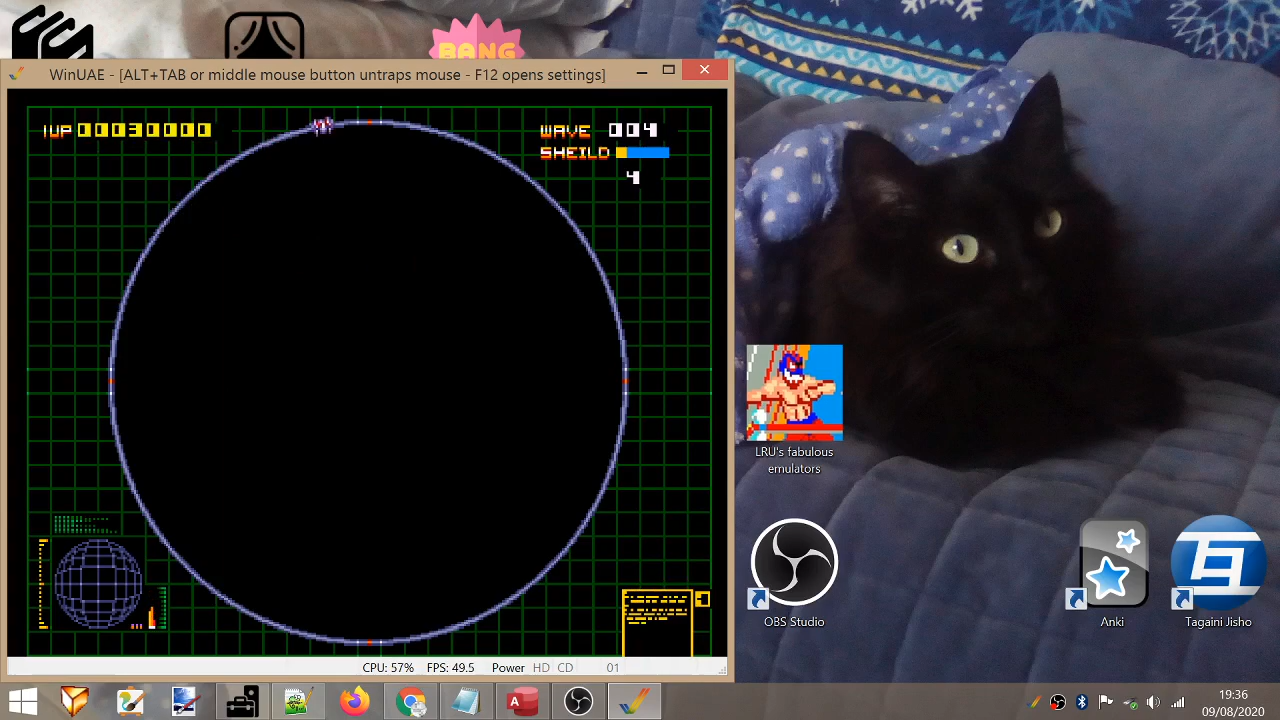 BANG
WinUAE - [ALT+TAB or middle mouse button untraps mouse - F12 opens settings]
1UP 00030000
WAVE 004
SHEILD
4
LRU's fabulous
emulators
OBS Studio
Anki
Tagaini Jisho
CPU: 57% FPS: 49.5 Power HD CD 01
A
19:36
09/08/2020